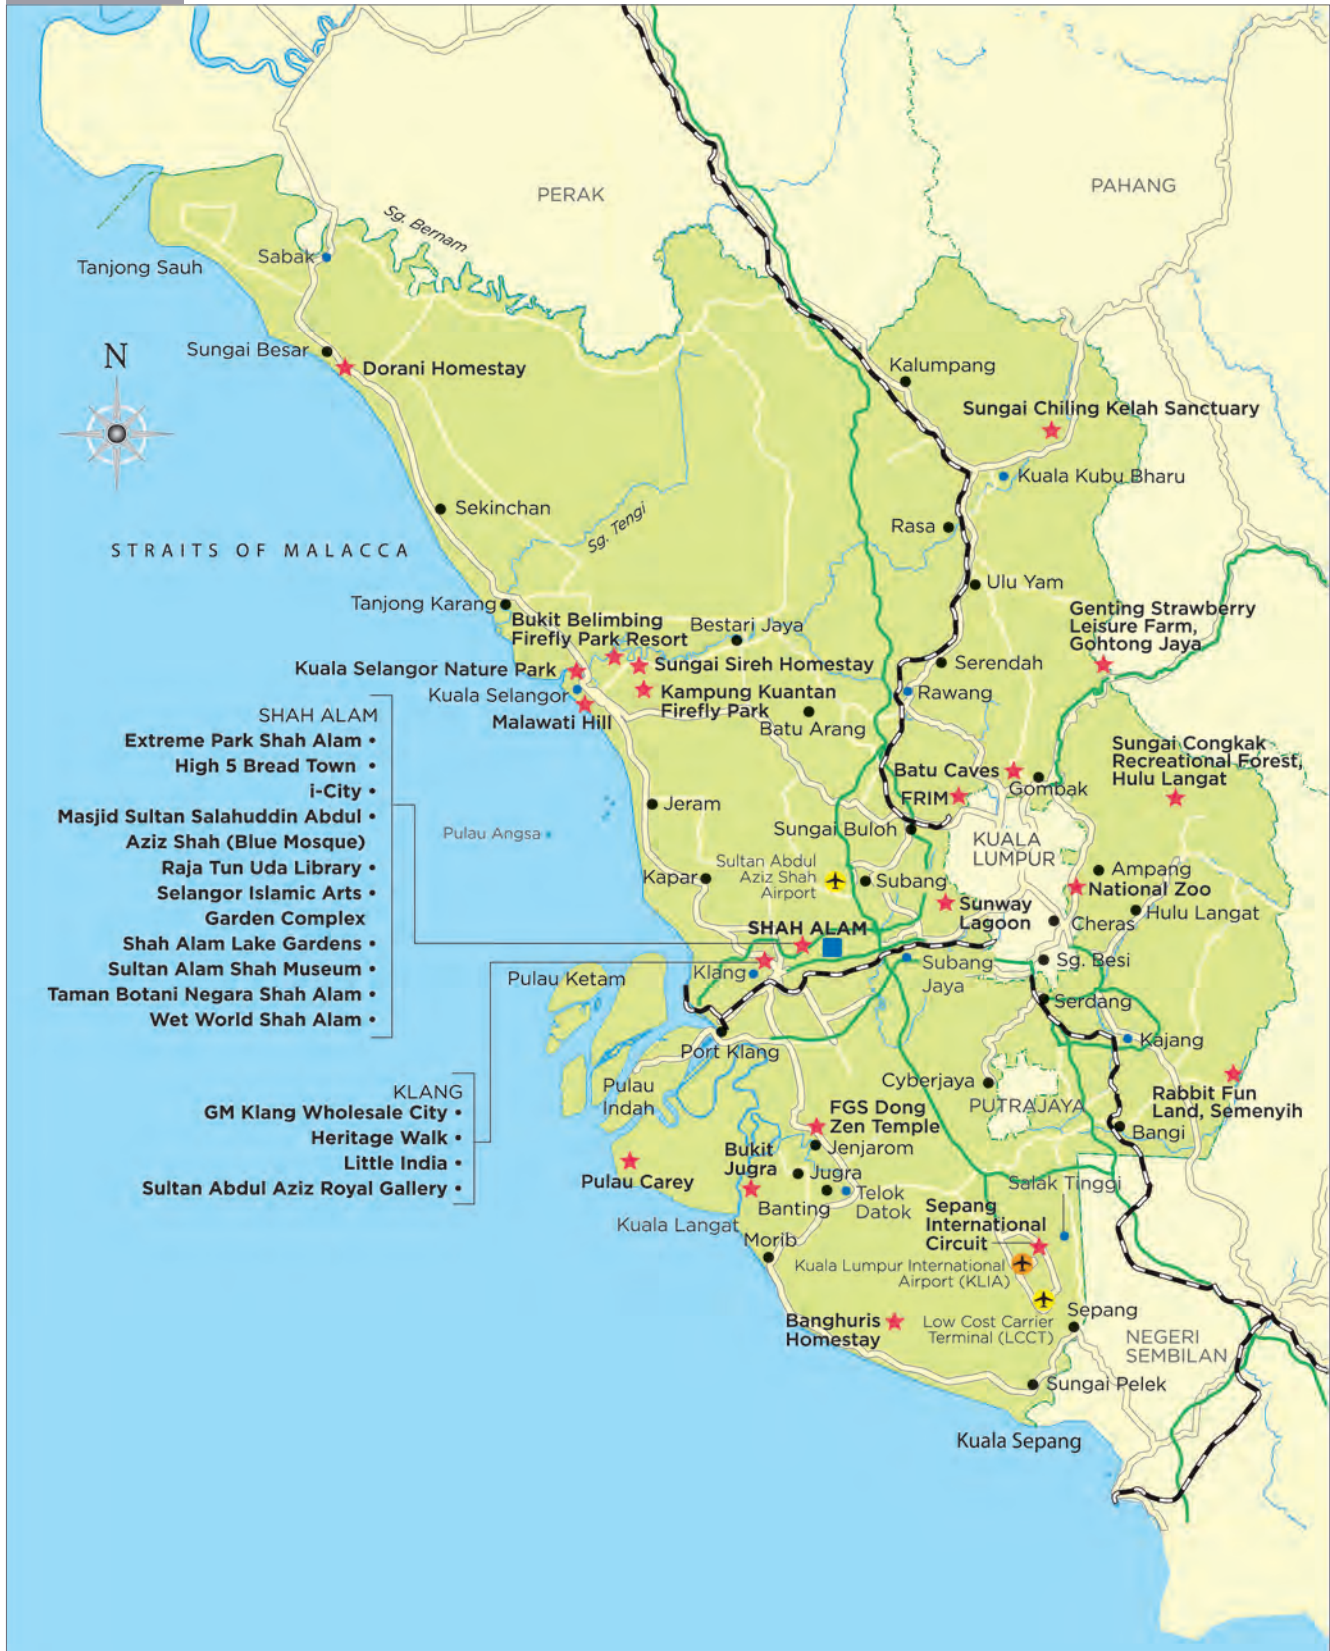 PERAK
PAHANG
Sg. Bernam
Tanjong Sauh
Sabak
N
Sungai Besar
Dorani Homestay
Kalumpang
Sungai Chiling Kelah Sanctuary
Kuala Kubu Bharu
Sekinchan
Sg. Tengi
Rasa
STRAITS OF MALACCA
Ulu Yam
Tanjong Karang
Bukit Belimbing
Firefly Park Resort
Bestari Jaya
Genting Strawberry
Leisure Farm,
Gohtong Jaya
Kuala Selangor Nature Park
Sungai Sireh Homestay
Serendah
Kuala Selangor
Kampung Kuantan
Firefly Park
Rawang
Malawati Hill
Batu Arang
SHAH ALAM
Extreme Park Shah Alam •
High 5 Bread Town •
i-City •
Masjid Sultan Salahuddin Abdul •
Aziz Shah (Blue Mosque)
Raja Tun Uda Library •
Selangor Islamic Arts •
Garden Complex
Shah Alam Lake Gardens •
Sultan Alam Shah Museum •
Taman Botani Negara Shah Alam •
Wet World Shah Alam •
Sungai Congkak
Recreational Forest,
Hulu Langat
Batu Caves
Gombak
FRIM
Jeram
Pulau Angsa
Sungai Buloh
KUALA
LUMPUR
Sultan Abdul
Aziz Shah
Airport
Kapar
Subang
Ampang
National Zoo
Sunway
Lagoon
Hulu Langat
Cheras
SHAH ALAM
Klang
Subang
Jaya
Sg. Besi
Pulau Ketam
Serdang
Port Klang
Kajang
Pulau
Indah
Cyberjaya
PUTRAJAYA
Rabbit Fun
Land, Semenyih
KLANG
GM Klang Wholesale City •
Heritage Walk •
Little India •
Sultan Abdul Aziz Royal Gallery •
FGS Dong
Zen Temple
Bangi
Jenjarom
Bukit
Jugra
Jugra
Pulau Carey
Salak Tinggi
Telok
Datok
Banting
Sepang
International
Circuit
Kuala Langat
Morib
Kuala Lumpur International
Airport (KLIA)
Banghuris
Homestay
Low Cost Carrier
Terminal (LCCT)
Sepang
NEGERI
SEMBILAN
Sungai Pelek
Kuala Sepang